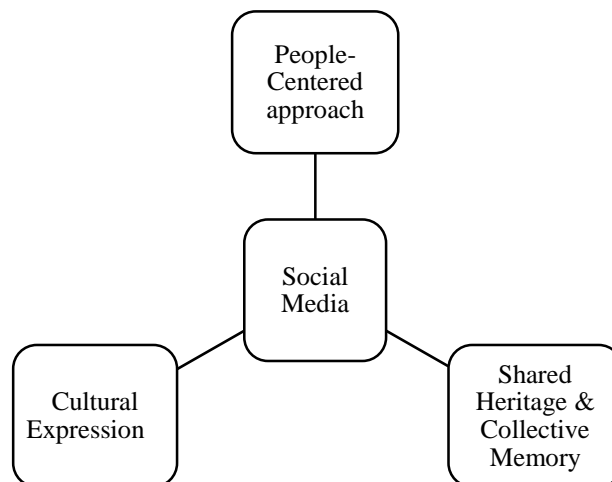 People-
Centered
approach
Social
Media
Cultural
Expression
Shared
Heritage &
Collective
Memory